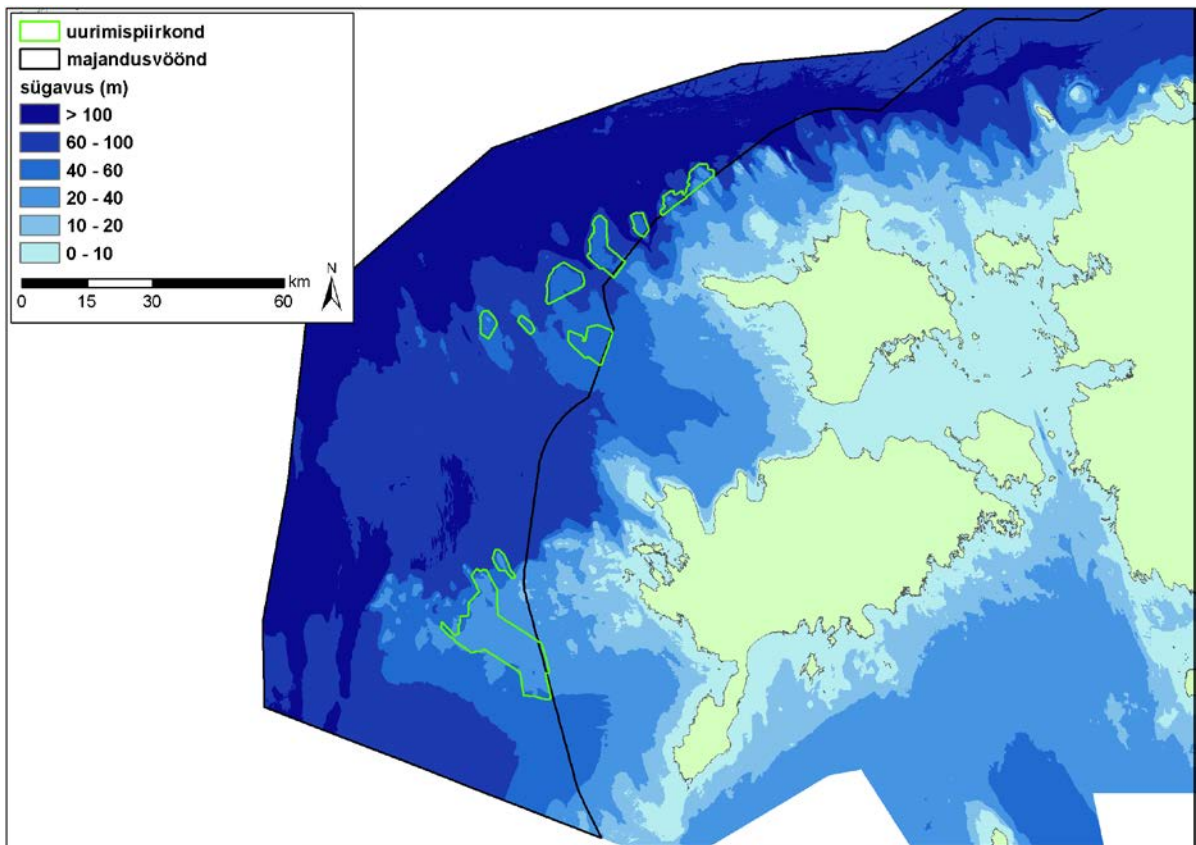 uurimispiirkond
majandusvöönd
sügavus (m)
> 100
60 - 100
40 - 60
20 - 40
10 - 20
0 - 10
km
0 15 30 60
N